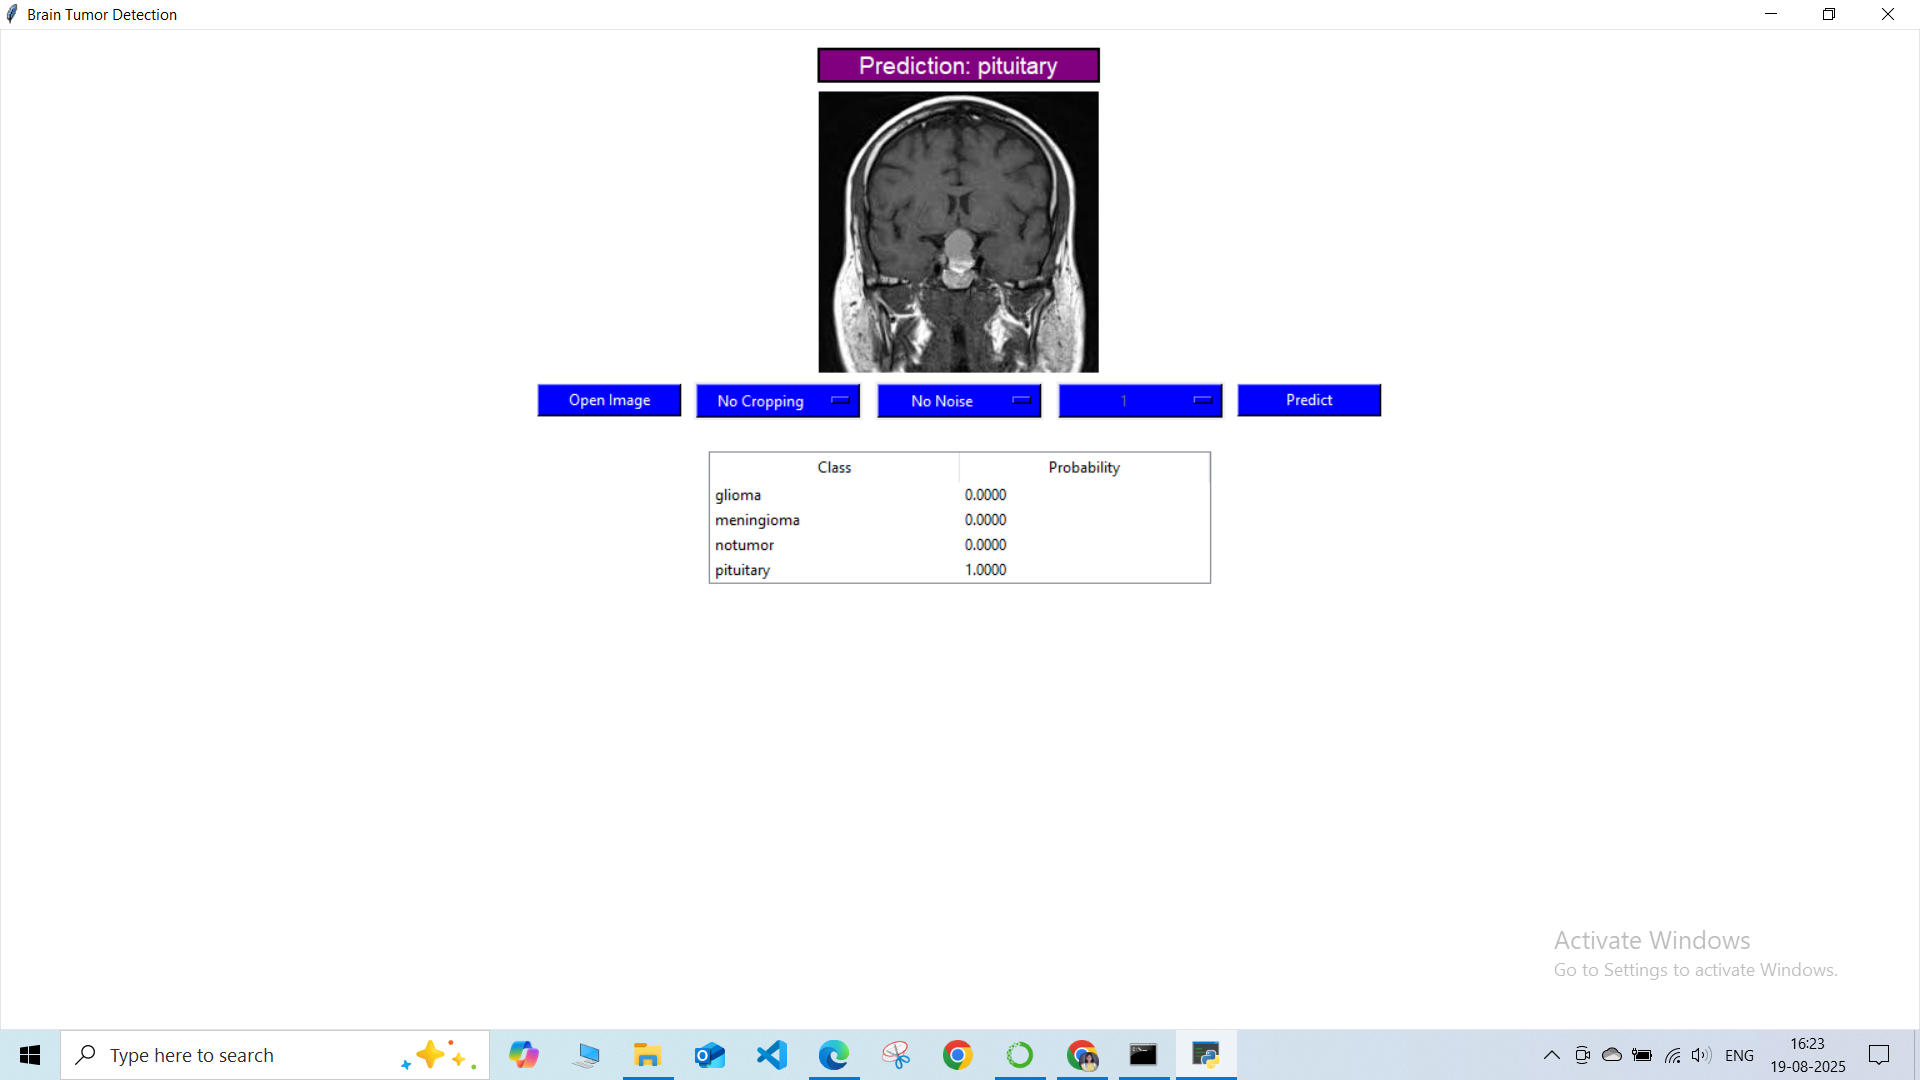 Brain Tumor Detection
Prediction: pituitary
Open Image No Cropping No Noise 1 Predict
Class Probability
glioma 0.0000
meningioma 0.0000
notumor 0.0000
pituitary 1.0000
Activate Windows
Go to Settings to activate Windows.
Type here to search
ENG
16:23
19-08-2025